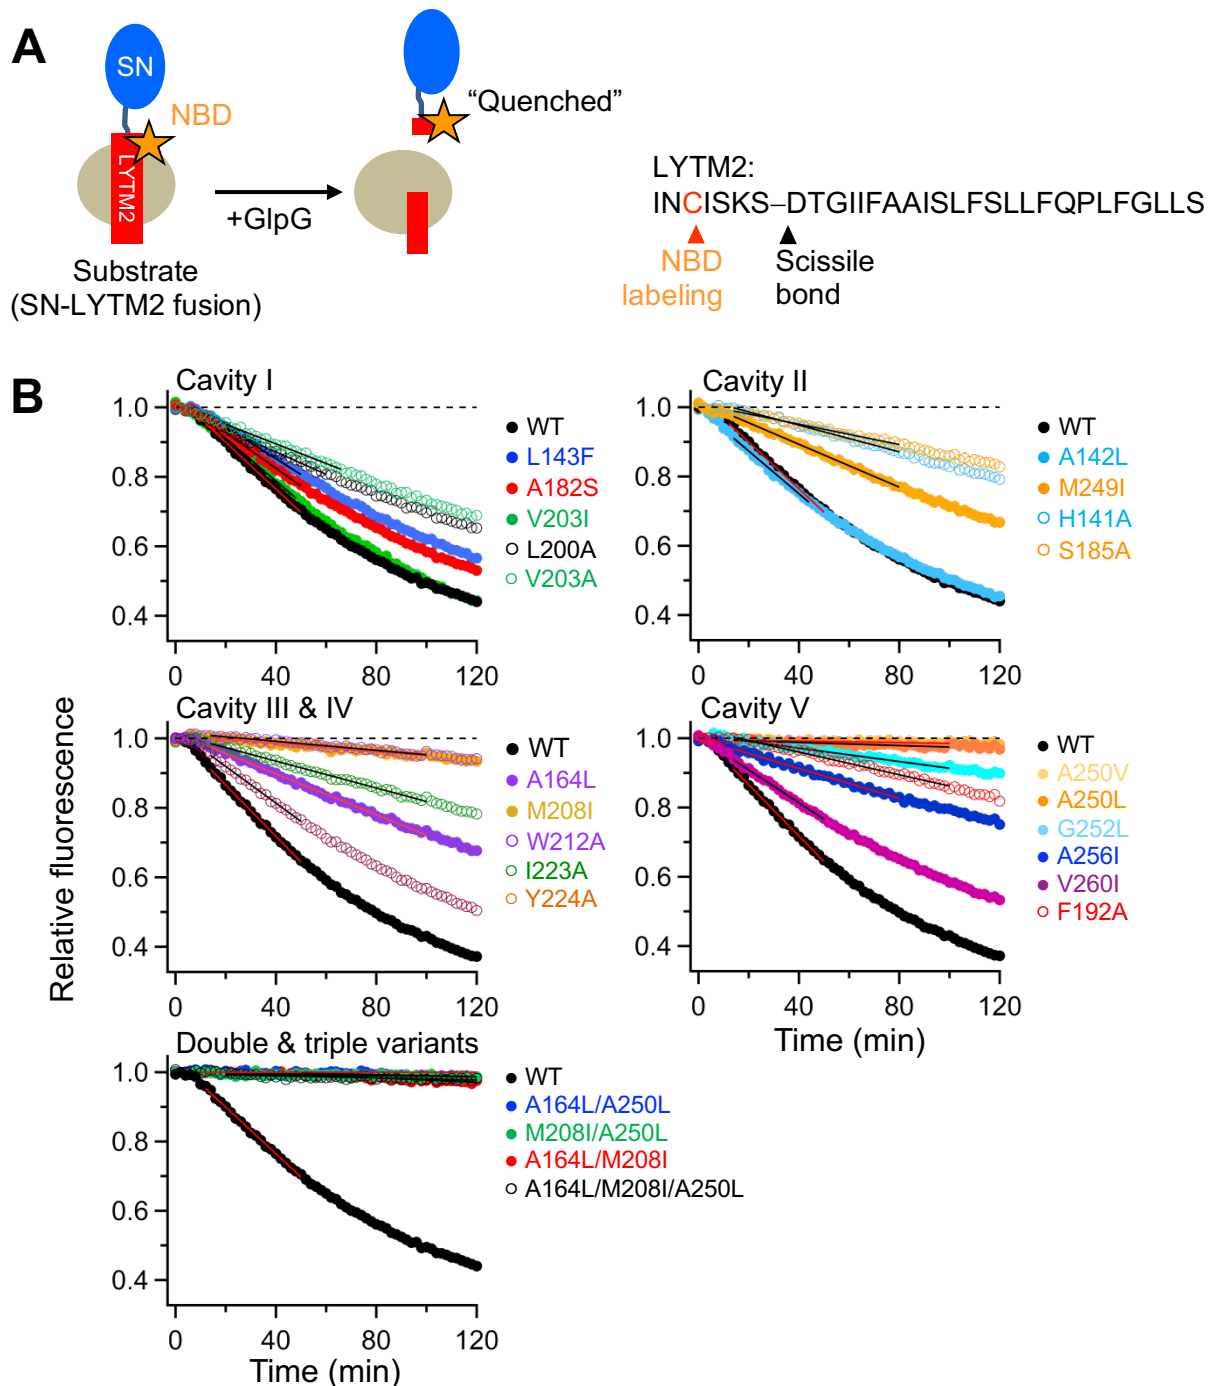 A
SN
NBD
LYTM2
Substrate
(SN-LYTM2 fusion)
+GlpG
“Quenched”
LYTM2:
INCISKS–DTGIIFAAISLFSLLFQPLFGLLS
NBD
labeling
Scissile
bond
B
Relative fluorescence
Cavity I
1.0
0.8
0.6
0.4
0
40
80
120
WT
L143F
A182S
V203I
L200A
V203A
Cavity II
1.0
0.8
0.6
0.4
0
40
80
120
WT
A142L
M249I
H141A
S185A
Cavity III & IV
1.0
0.8
0.6
0.4
0
40
80
120
WT
A164L
M208I
W212A
I223A
Y224A
Cavity V
1.0
0.8
0.6
0.4
0
40
80
120
Time (min)
WT
A250V
A250L
G252L
A256I
V260I
F192A
Double & triple variants
1.0
0.8
0.6
0.4
0
40
80
120
Time (min)
WT
A164L/A250L
M208I/A250L
A164L/M208I
A164L/M208I/A250L